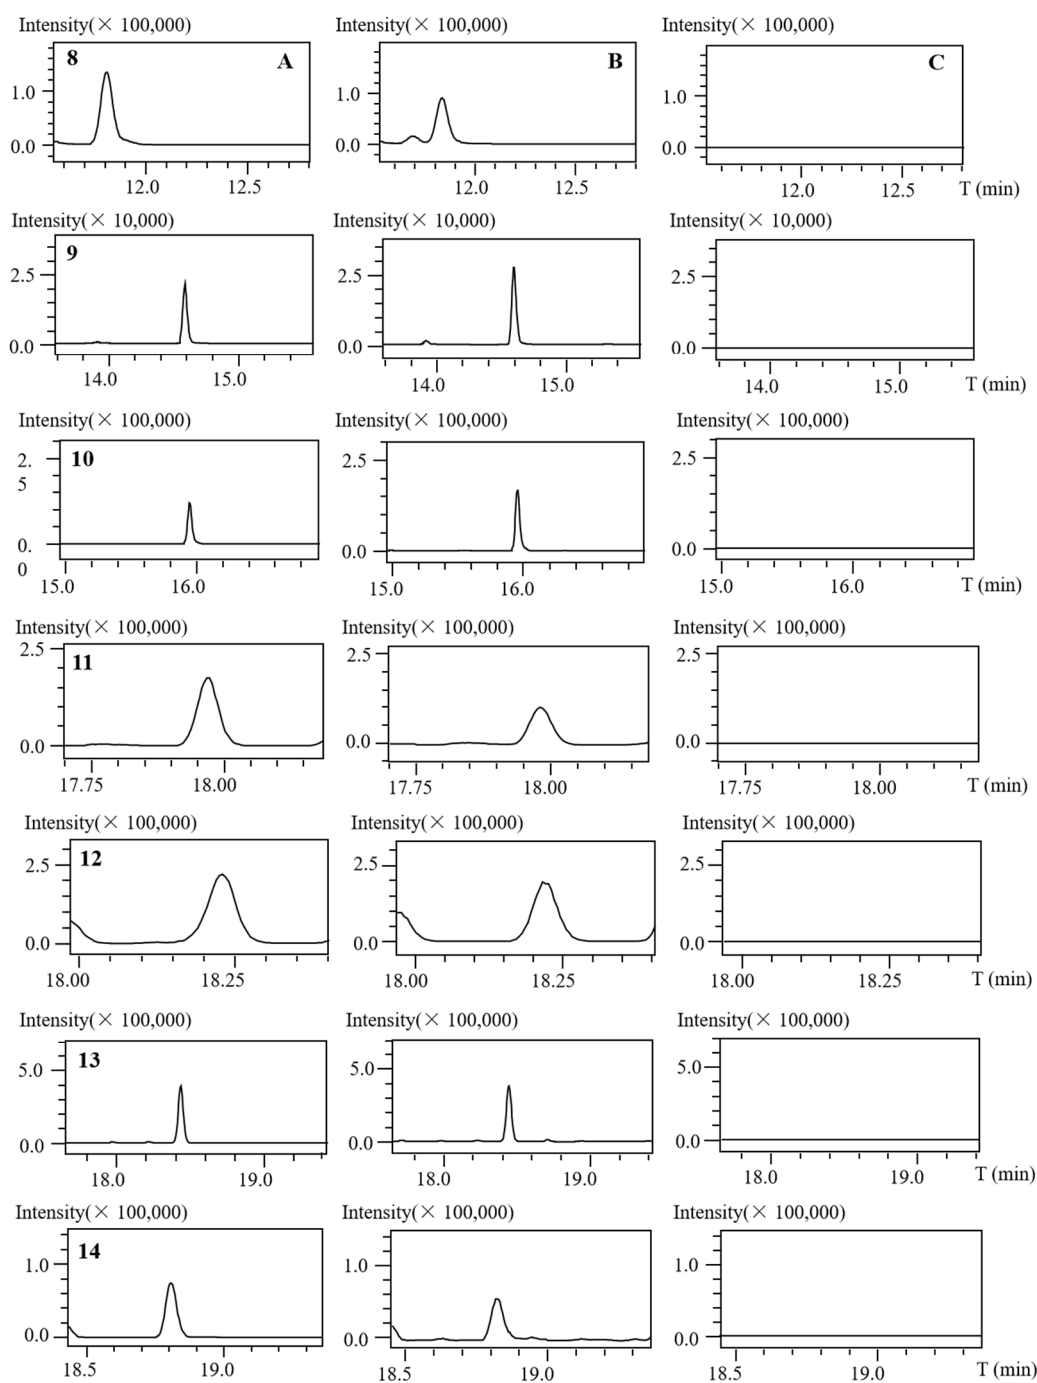 Intensity(× 100,000) Intensity(× 100,000) Intensity(× 100,000)
8 A B C
1.0 1.0 1.0
0.0 0.0 0.0
12.0 12.5 12.0 12.5 12.0 12.5 T (min)
Intensity(× 10,000) Intensity(× 10,000) Intensity(× 10,000)
9
2.5 2.5 2.5
0.0 0.0 0.0
14.0 15.0 14.0 15.0 14.0 15.0 T (min)
Intensity(× 100,000) Intensity(× 100,000) Intensity(× 100,000)
10
2. 2.5 2.5
5
0. 0.0 0.0
0
15.0 16.0 15.0 16.0 15.0 16.0 T (min)
Intensity(× 100,000) Intensity(× 100,000) Intensity(× 100,000)
2.5 2.5 2.5
11
0.0 0.0 0.0
17.75 18.00 17.75 18.00 17.75 18.00 T (min)
Intensity(× 100,000) Intensity(× 100,000) Intensity(× 100,000)
12
2.5 2.5 2.5
0.0 0.0 0.0
18.00 18.25 18.00 18.25 18.00 18.25 T (min)
Intensity(× 100,000) Intensity(× 100,000) Intensity(× 100,000)
13
5.0 5.0 5.0
0.0 0.0 0.0
18.0 19.0 18.0 19.0 18.0 19.0 T (min)
Intensity(× 100,000) Intensity(× 100,000) Intensity(× 100,000)
14
1.0 1.0 1.0
0.0 0.0 0.0
18.5 19.0 18.5 19.0 18.5 19.0 T (min)